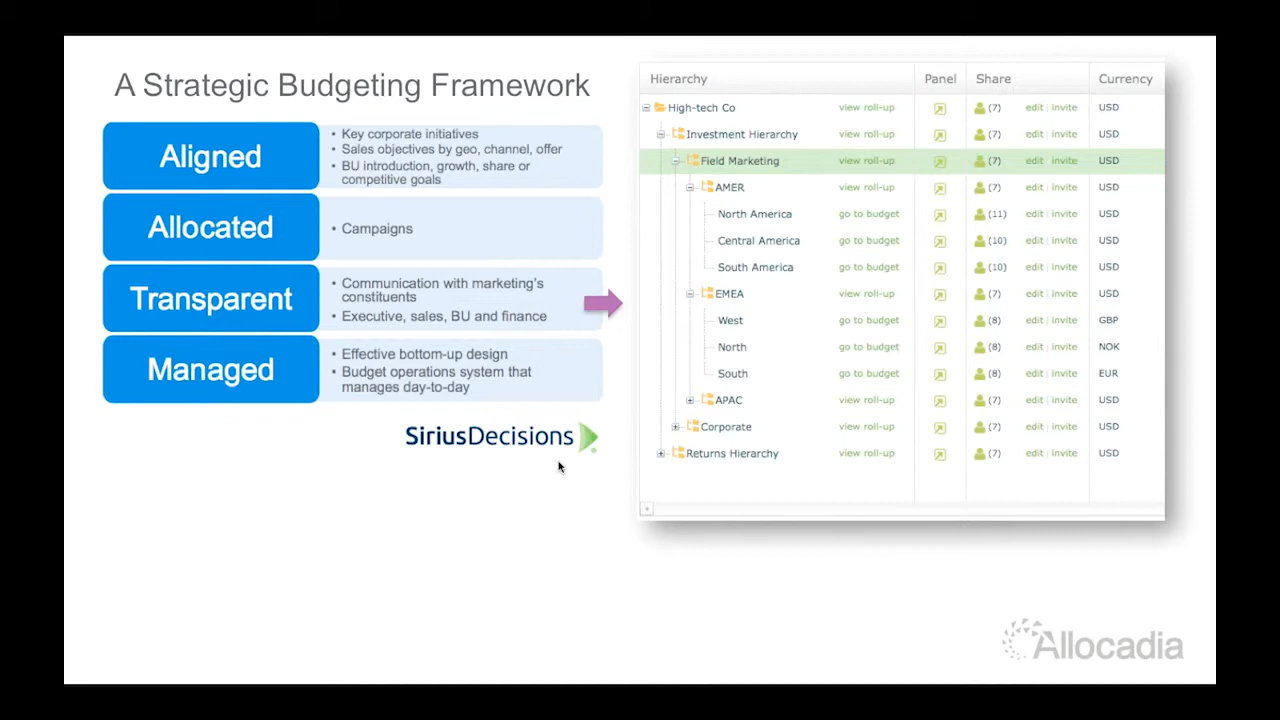 A Strategic Budgeting Framework
Aligned
• Key corporate initiatives
• Sales objectives by geo, channel, offer
• BU introduction, growth, share or
competitive goals
Allocated
• Campaigns
Transparent
• Communication with marketing's
constituents
• Executive, sales, BU and finance
Managed
• Effective bottom-up design
• Budget operations system that
manages day-to-day
SiriusDecisions
Hierarchy Panel Share Currency
High-tech Co view roll-up (7) edit | invite USD
Investment Hierarchy view roll-up (7) edit | invite USD
Field Marketing view roll-up (7) edit | invite USD
AMER view roll-up (7) edit | invite USD
North America go to budget (11) edit | invite USD
Central America go to budget (10) edit | invite USD
South America go to budget (10) edit | invite USD
EMEA view roll-up (7) edit | invite USD
West go to budget (8) edit | invite GBP
North go to budget (8) edit | invite NOK
South go to budget (8) edit | invite EUR
APAC view roll-up (7) edit | invite USD
Corporate view roll-up (7) edit | invite USD
Returns Hierarchy view roll-up (7) edit | invite USD
Allocadia